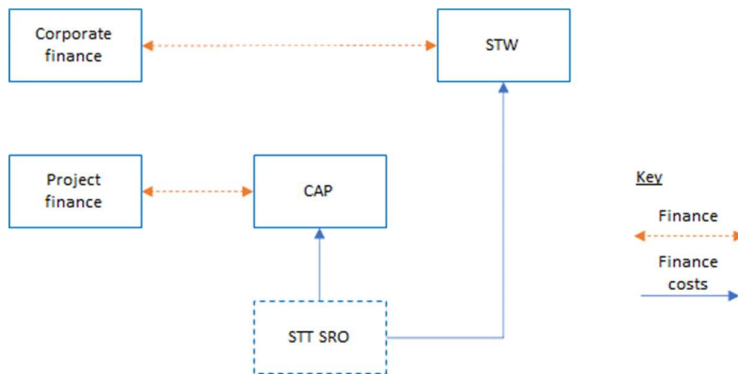 Corporate
finance
STW
Project
finance
CAP
Key
Finance
Finance
costs
STT SRO